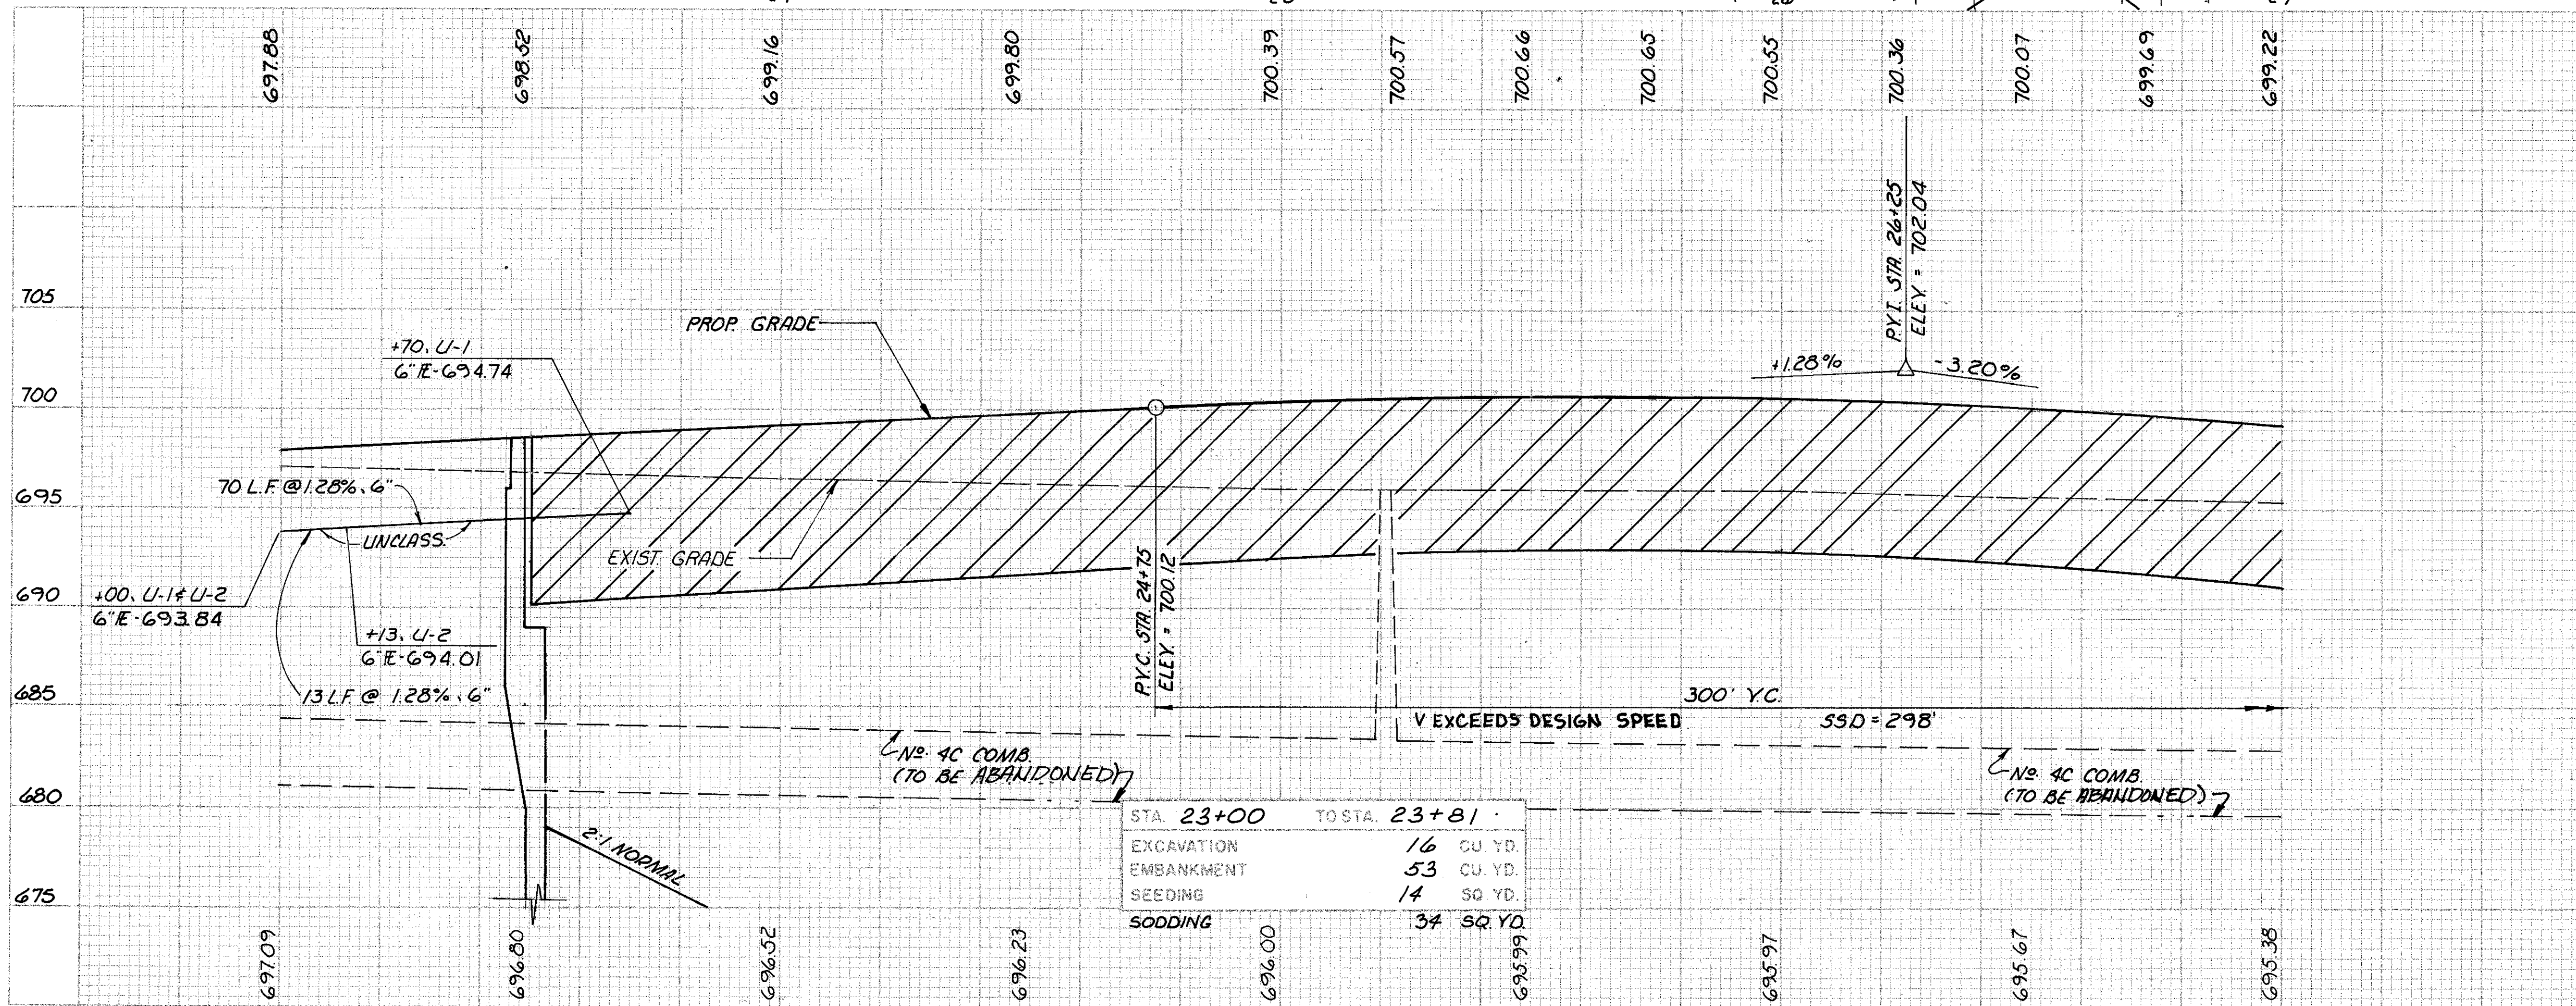 697.88
698.52
699.16
699.80
700.39
700.57
700.66
700.65
700.55
700.36
700.07
699.69
699.22
705
700
695
690
685
680
675
PROP. GRADE
+70, U-1
6" ℄-694.74
P.V.I. STA. 26+25
ELEV. = 702.04
+1.28%
-3.20%
70 L.F. @ 1.28%, 6"
UNCLASS.
EXIST. GRADE
+00, U-1 & U-2
6" ℄-693.84
+13, U-2
6" ℄-694.01
13 L.F. @ 1.28%, 6"
P.V.C. STA. 24+75
ELEV. = 700.12
300' V.C.
V EXCEEDS DESIGN SPEED
SSD = 298'
No. 4C COMB.
(TO BE ABANDONED)
No. 4C COMB.
(TO BE ABANDONED)
2:1 NORMAL
STA. 23+00 TO STA. 23+81
EXCAVATION 16 CU. YD.
EMBANKMENT 53 CU. YD.
SEEDING 14 SQ. YD.
SODDING 34 SQ. YD.
697.09
696.80
696.52
696.23
696.00
695.99
695.97
695.67
695.38